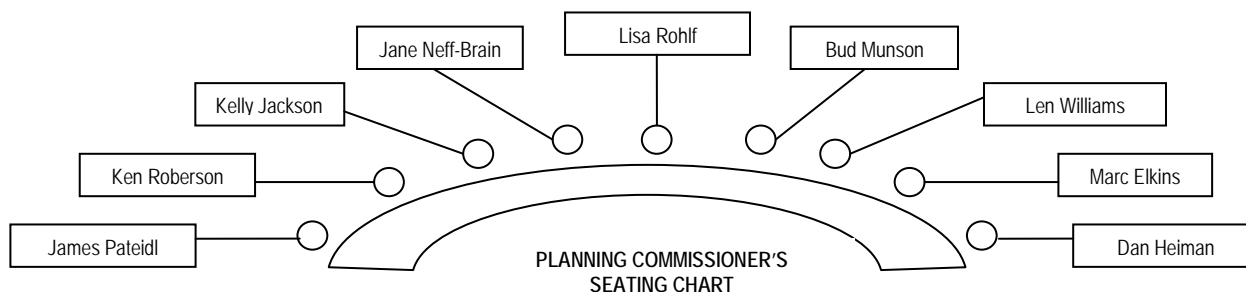 Lisa Rohlf
Jane Neff-Brain
Bud Munson
Kelly Jackson
Len Williams
Ken Roberson
Marc Elkins
James Pateidl
Dan Heiman
PLANNING COMMISSIONER'S
SEATING CHART